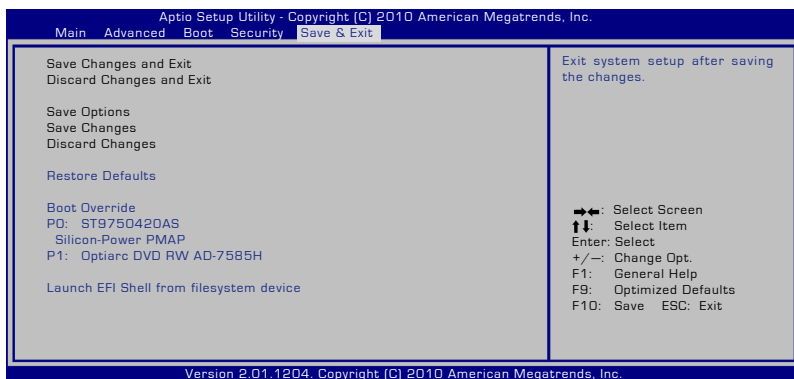 Aptio Setup Utility - Copyright (C) 2010 American Megatrends, Inc.
Main Advanced Boot Security Save & Exit
Save Changes and Exit
Discard Changes and Exit
Save Options
Save Changes
Discard Changes
Restore Defaults
Boot Override
P0: ST9750420AS
Silicon-Power PMAP
P1: Optiarc DVD RW AD-7585H
Launch EFI Shell from filesystem device
Exit system setup after saving
the changes.
→←: Select Screen
↑↓: Select Item
Enter: Select
+/—: Change Opt.
F1: General Help
F9: Optimized Defaults
F10: Save ESC: Exit
Version 2.01.1204. Copyright (C) 2010 American Megatrends, Inc.